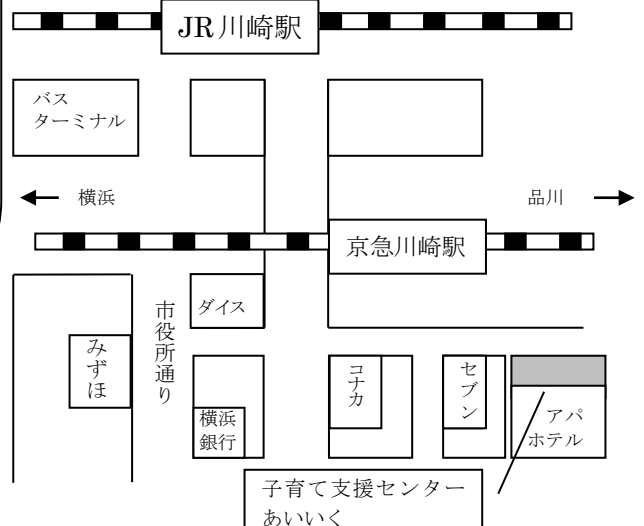 JR川崎駅
バス
ターミナル
横浜
品川
京急川崎駅
ダイス
市役所通り
みずほ
コナカ
セブン
横浜
銀行
アパ
ホテル
子育て支援センター
あいいく